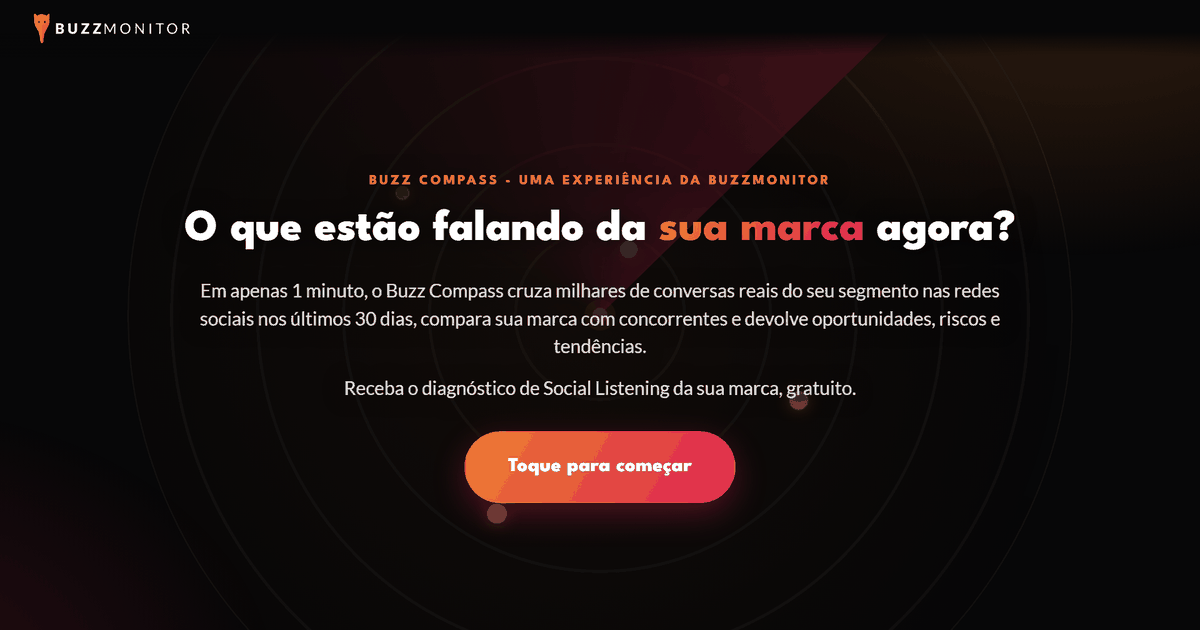 BUZZMONITOR
BUZZ COMPASS - UMA EXPERIÊNCIA DA BUZZMONITOR
O que estão falando da sua marca agora?
Em apenas 1 minuto, o Buzz Compass cruza milhares de conversas reais do seu segmento nas redes
sociais nos últimos 30 dias, compara sua marca com concorrentes e devolve oportunidades, riscos e
tendências.
Receba o diagnóstico de Social Listening da sua marca, gratuito.
Toque para começar